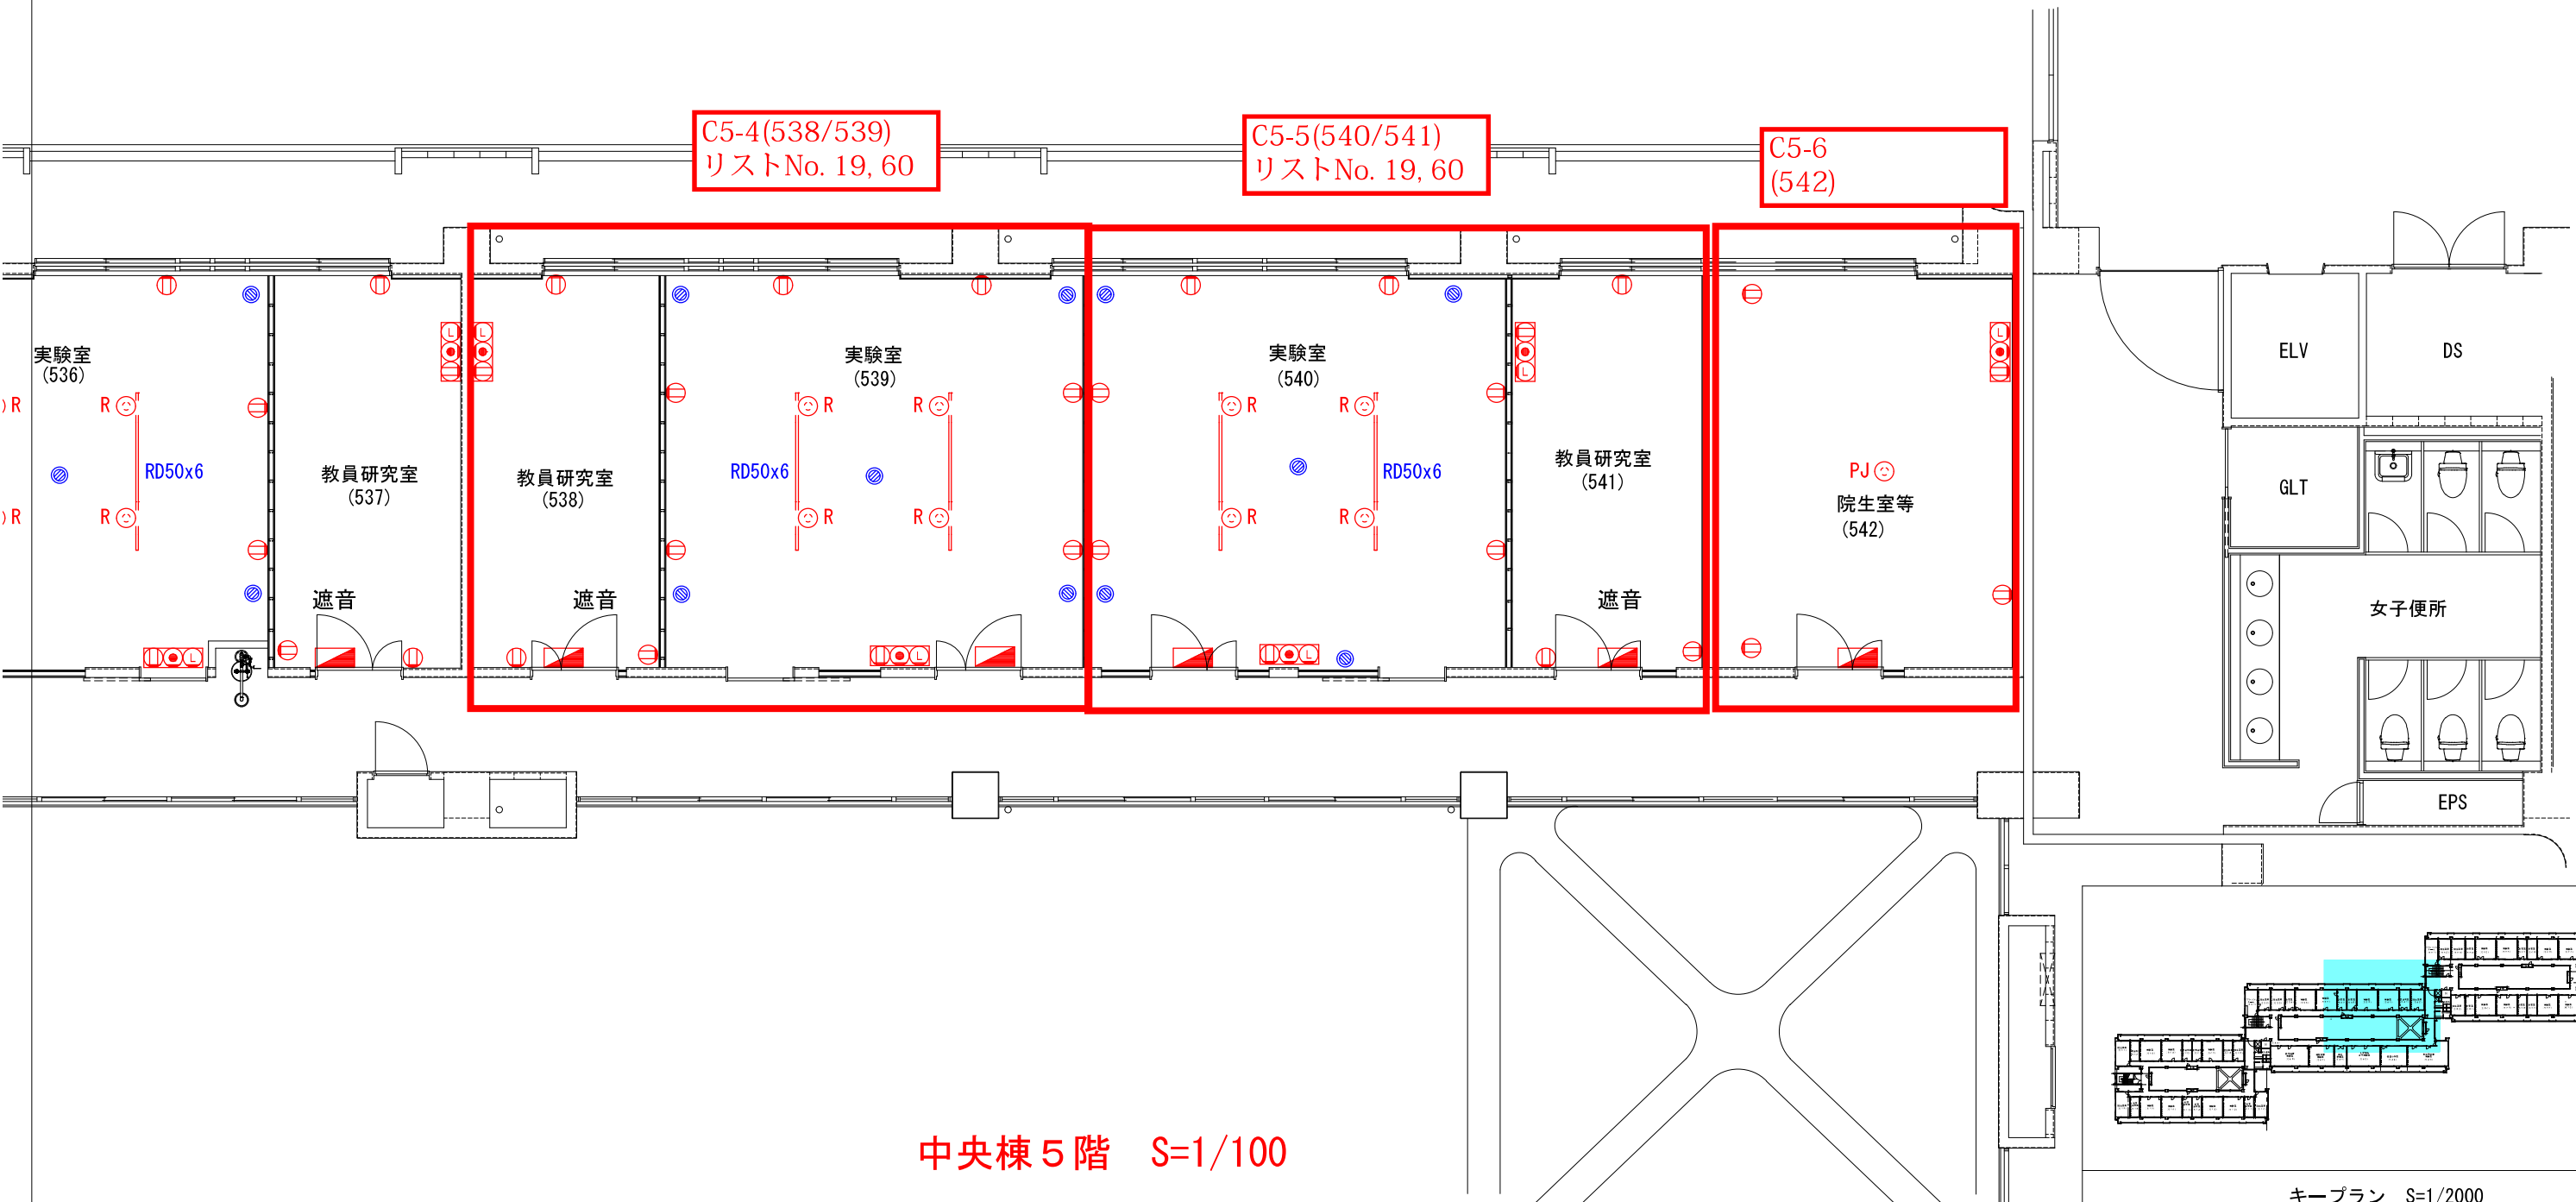 C5-4(538/539)
リストNo. 19, 60
C5-5(540/541)
リストNo. 19, 60
C5-6
(542)
実験室
(536)
実験室
(539)
実験室
(540)
L
L
L
L
ELV
DS
R
R
R
R
R
R
R
RD50x6
教員研究室
(537)
教員研究室
(538)
RD50x6
RD50x6
教員研究室
(541)
PJ
院生室等
(542)
GLT
R
R
R
R
R
R
遮音
遮音
遮音
女子便所
L
L
L
EPS
中央棟５階 S=1/100
キープラン S=1/2000